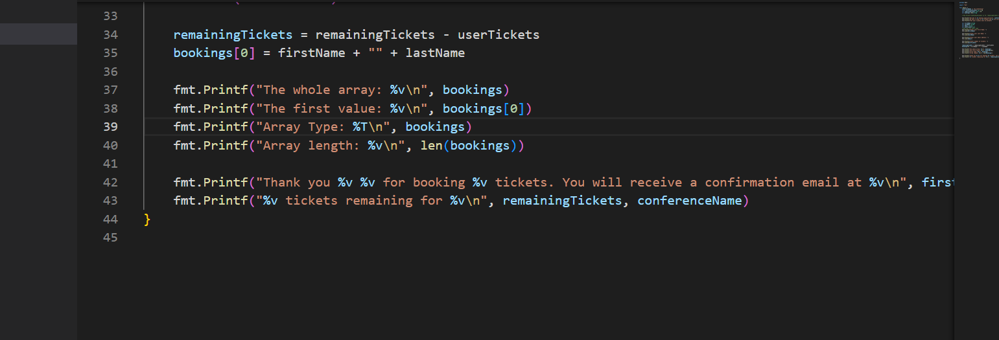 33
34 remainingTickets = remainingTickets - userTickets
35 bookings[0] = firstName + "" + lastName
36
37 fmt.Printf("The whole array: %v\n", bookings)
38 fmt.Printf("The first value: %v\n", bookings[0])
39 fmt.Printf("Array Type: %T\n", bookings)
40 fmt.Printf("Array length: %v\n", len(bookings))
41
42 fmt.Printf("Thank you %v %v for booking %v tickets. You will receive a confirmation email at %v\n", first
43 fmt.Printf("%v tickets remaining for %v\n", remainingTickets, conferenceName)
44 }
45